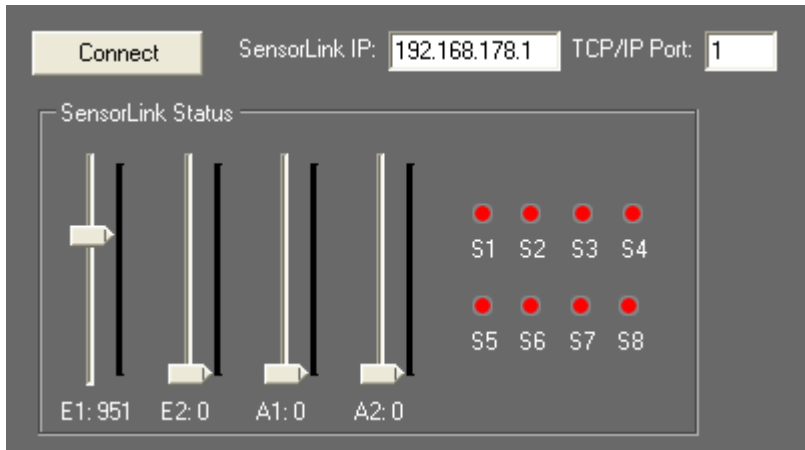 Connect SensorLink IP: 192.168.178.1 TCP/IP Port: 1
SensorLink Status
S1 S2 S3 S4
S5 S6 S7 S8
E1: 951 E2: 0 A1: 0 A2: 0